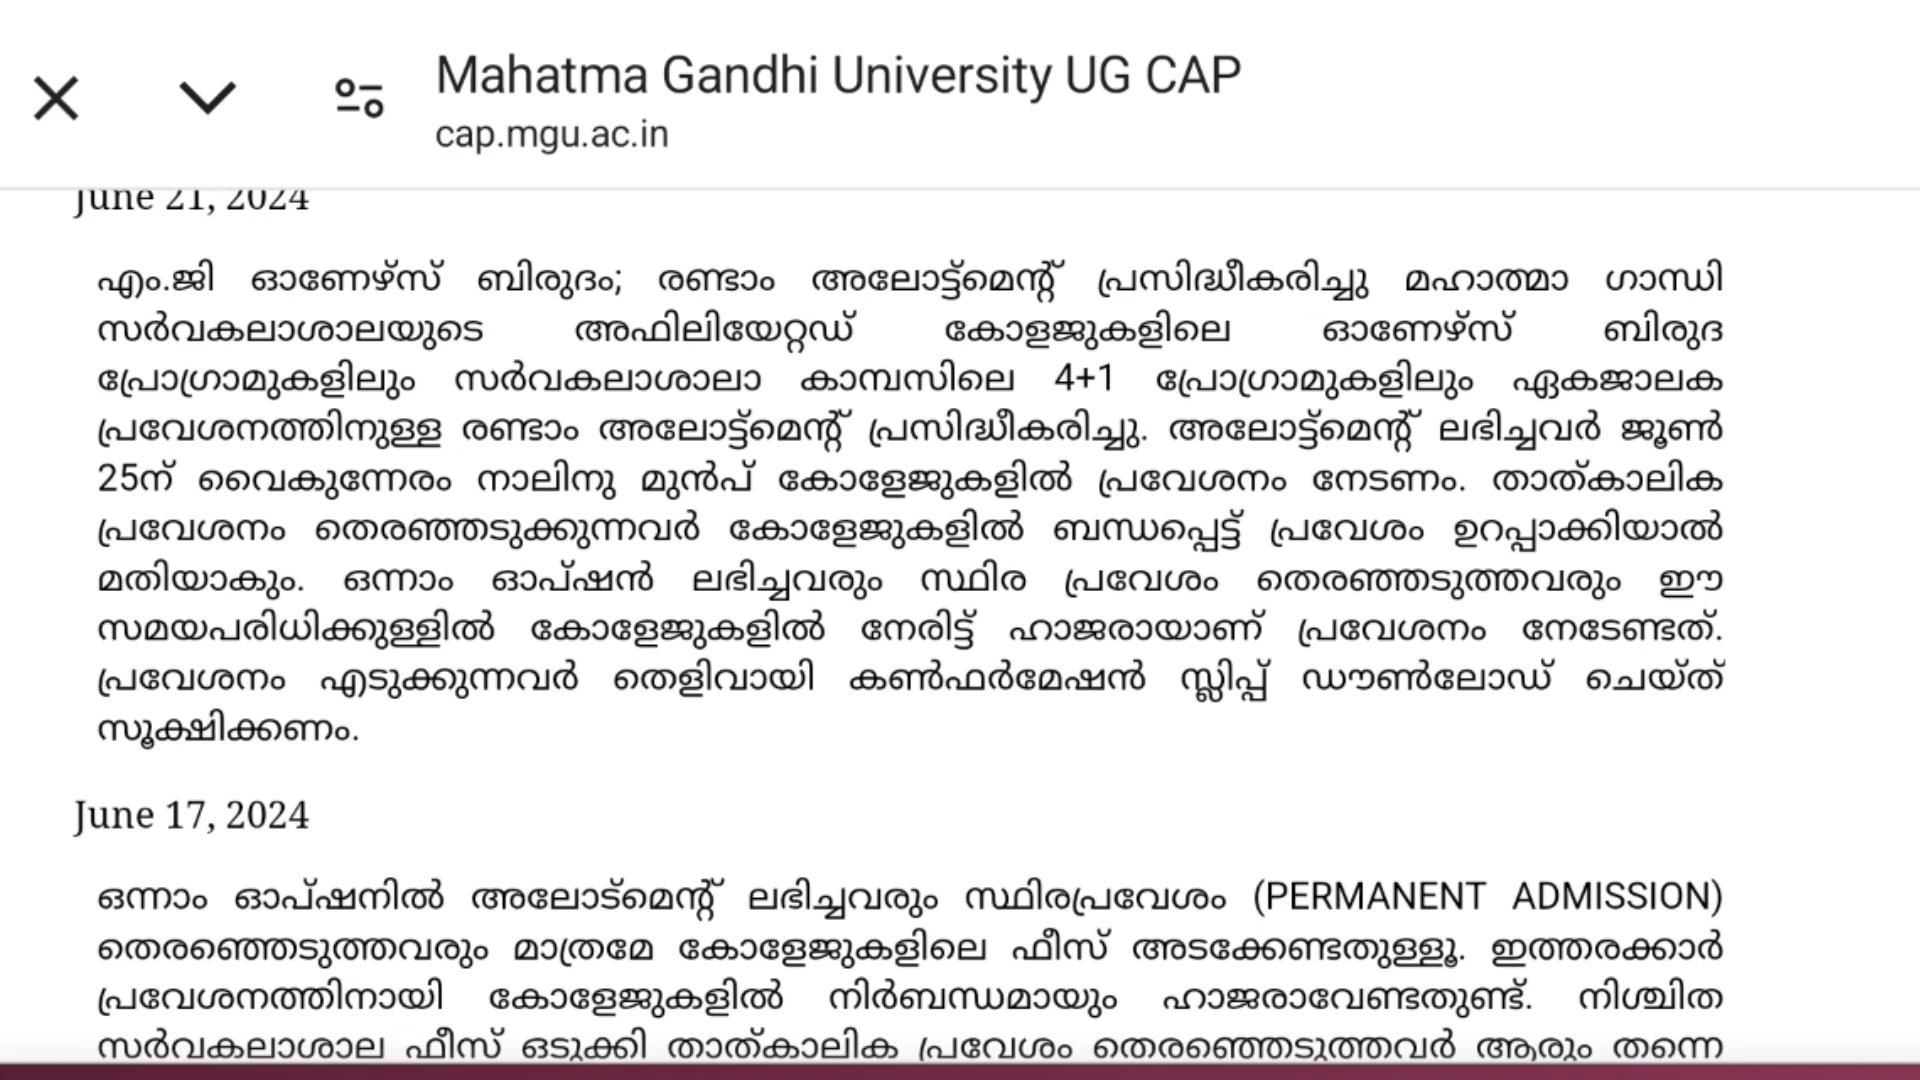 Mahatma Gandhi University UG CAP
cap.mgu.ac.in
June 21, 2024
എം.ജി ഓണേഴ്സ് ബിരുദം; രണ്ടാം അലോട്ട്മെന്റ് പ്രസിദ്ധീകരിച്ചു മഹാത്മാ ഗാന്ധി
സർവകലാശാലയുടെ അഫിലിയേറ്റഡ് കോളജുകളിലെ ഓണേഴ്സ് ബിരുദ
പ്രോഗ്രാമുകളിലും സർവകലാശാലാ കാമ്പസിലെ 4+1 പ്രോഗ്രാമുകളിലും ഏകജാലക
പ്രവേശനത്തിനുള്ള രണ്ടാം അലോട്ട്മെന്റ് പ്രസിദ്ധീകരിച്ചു. അലോട്ട്മെന്റ് ലഭിച്ചവർ ജൂൺ
25ന് വൈകുന്നേരം നാലിനു മുൻപ് കോളേജുകളിൽ പ്രവേശനം നേടണം. താത്കാലിക
പ്രവേശനം തെരഞ്ഞടുക്കുന്നവർ കോളേജുകളിൽ ബന്ധപ്പെട്ട് പ്രവേശം ഉറപ്പാക്കിയാൽ
മതിയാകും. ഒന്നാം ഓപ്ഷൻ ലഭിച്ചവരും സ്ഥിര പ്രവേശം തെരഞ്ഞടുത്തവരും ഈ
സമയപരിധിക്കുള്ളിൽ കോളേജുകളിൽ നേരിട്ട് ഹാജരായാണ് പ്രവേശനം നേടേണ്ടത്.
പ്രവേശനം എടുക്കുന്നവർ തെളിവായി കൺഫർമേഷൻ സ്ലിപ്പ് ഡൗൺലോഡ് ചെയ്ത്
സൂക്ഷിക്കണം.
June 17, 2024
ഒന്നാം ഓപ്ഷനിൽ അലോട്മെന്റ് ലഭിച്ചവരും സ്ഥിരപ്രവേശം (PERMANENT ADMISSION)
തെരഞ്ഞെടുത്തവരും മാത്രമേ കോളേജുകളിലെ ഫീസ് അടക്കേണ്ടതുള്ളൂ. ഇത്തരക്കാർ
പ്രവേശനത്തിനായി കോളേജുകളിൽ നിർബന്ധമായും ഹാജരാവേണ്ടതുണ്ട്. നിശ്ചിത
സർവകലാശാല ഫീസ് ഒടുക്കി താത്കാലിക പ്രവേശം തെരഞ്ഞെടുത്തവർ ആരും തന്നെ